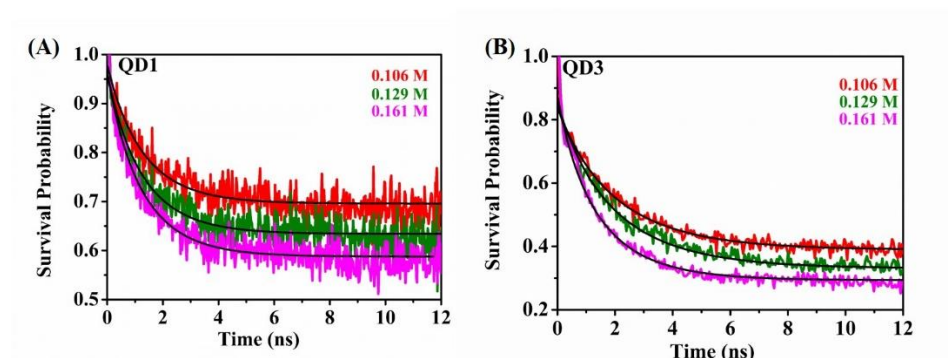 (A)
QD1
0.106 M
0.129 M
0.161 M
Survival Probability
1.0
0.9
0.8
0.7
0.6
0.5
0 2 4 6 8 10 12
Time (ns)
(B)
QD3
0.106 M
0.129 M
0.161 M
Survival Probability
1.0
0.8
0.6
0.4
0.2
0 2 4 6 8 10 12
Time (ns)